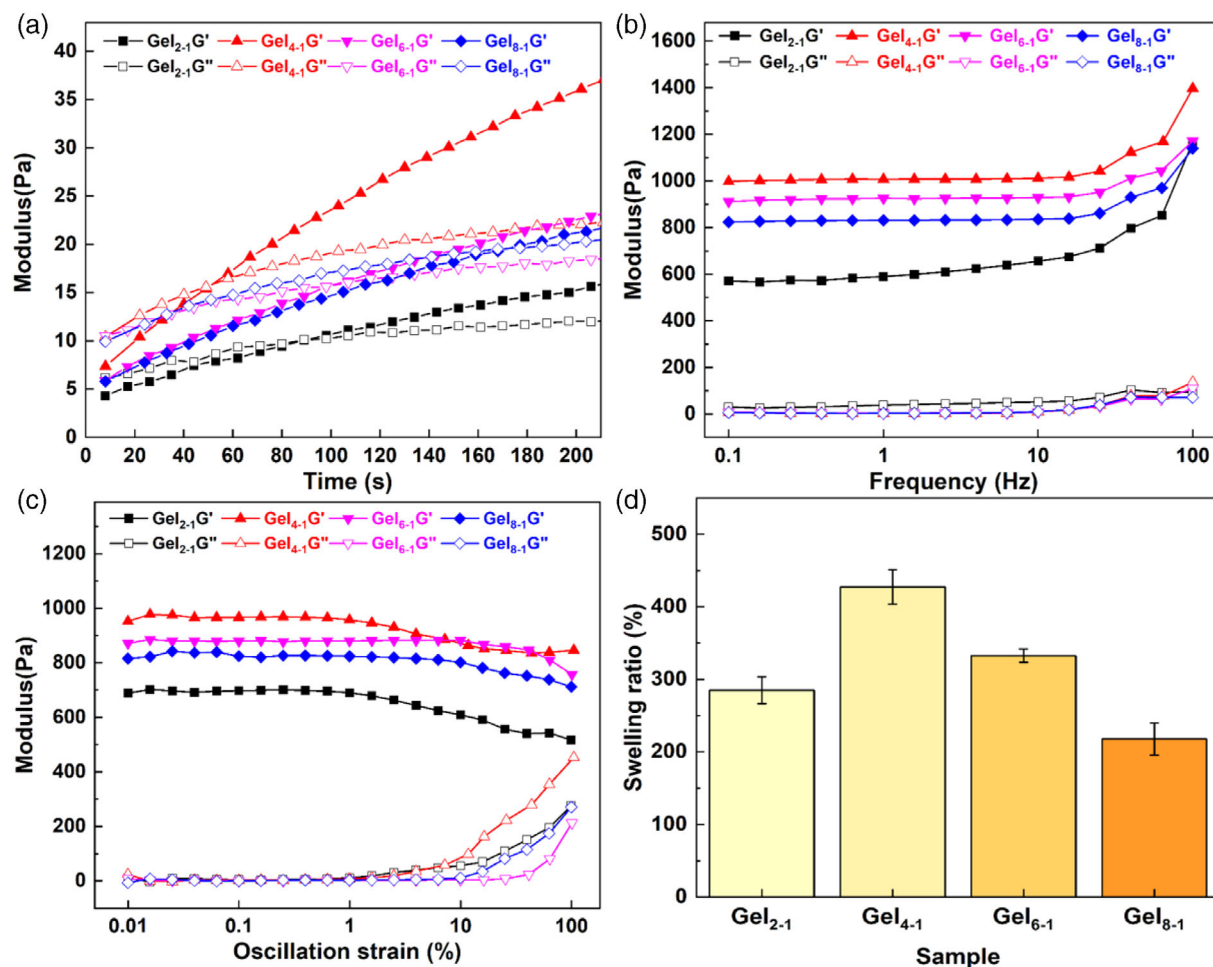 (a)
Gel2-1G' Gel4-1G' Gel6-1G' Gel8-1G'
Gel2-1G" Gel4-1G" Gel6-1G" Gel8-1G"
40
35
30
25
20
15
10
5
0
Modulus(Pa)
0 20 40 60 80 100 120 140 160 180 200
Time (s)
(b)
Gel2-1G' Gel4-1G' Gel6-1G' Gel8-1G'
Gel2-1G" Gel4-1G" Gel6-1G" Gel8-1G"
1600
1400
1200
1000
800
600
400
200
0
Modulus(Pa)
0.1 1 10 100
Frequency (Hz)
(c)
Gel2-1G' Gel4-1G' Gel6-1G' Gel8-1G'
Gel2-1G" Gel4-1G" Gel6-1G" Gel8-1G"
1200
1000
800
600
400
200
0
Modulus(Pa)
0.01 0.1 1 10 100
Oscillation strain (%)
(d)
500
400
300
200
100
0
Swelling ratio (%)
Gel2-1 Gel4-1 Gel6-1 Gel8-1
Sample